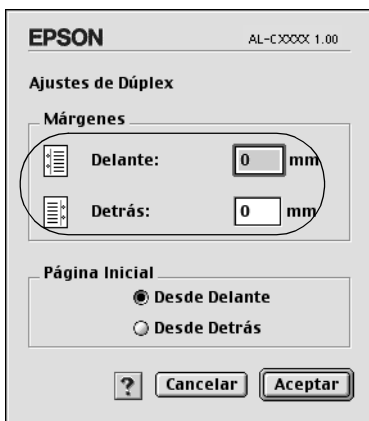 EPSON AL-CXXXX 1.00
Ajustes de Dúplex
Márgenes
Delante: 0 mm
Detrás: 0 mm
Página Inicial
Desde Delante
Desde Detrás
? Cancelar Aceptar